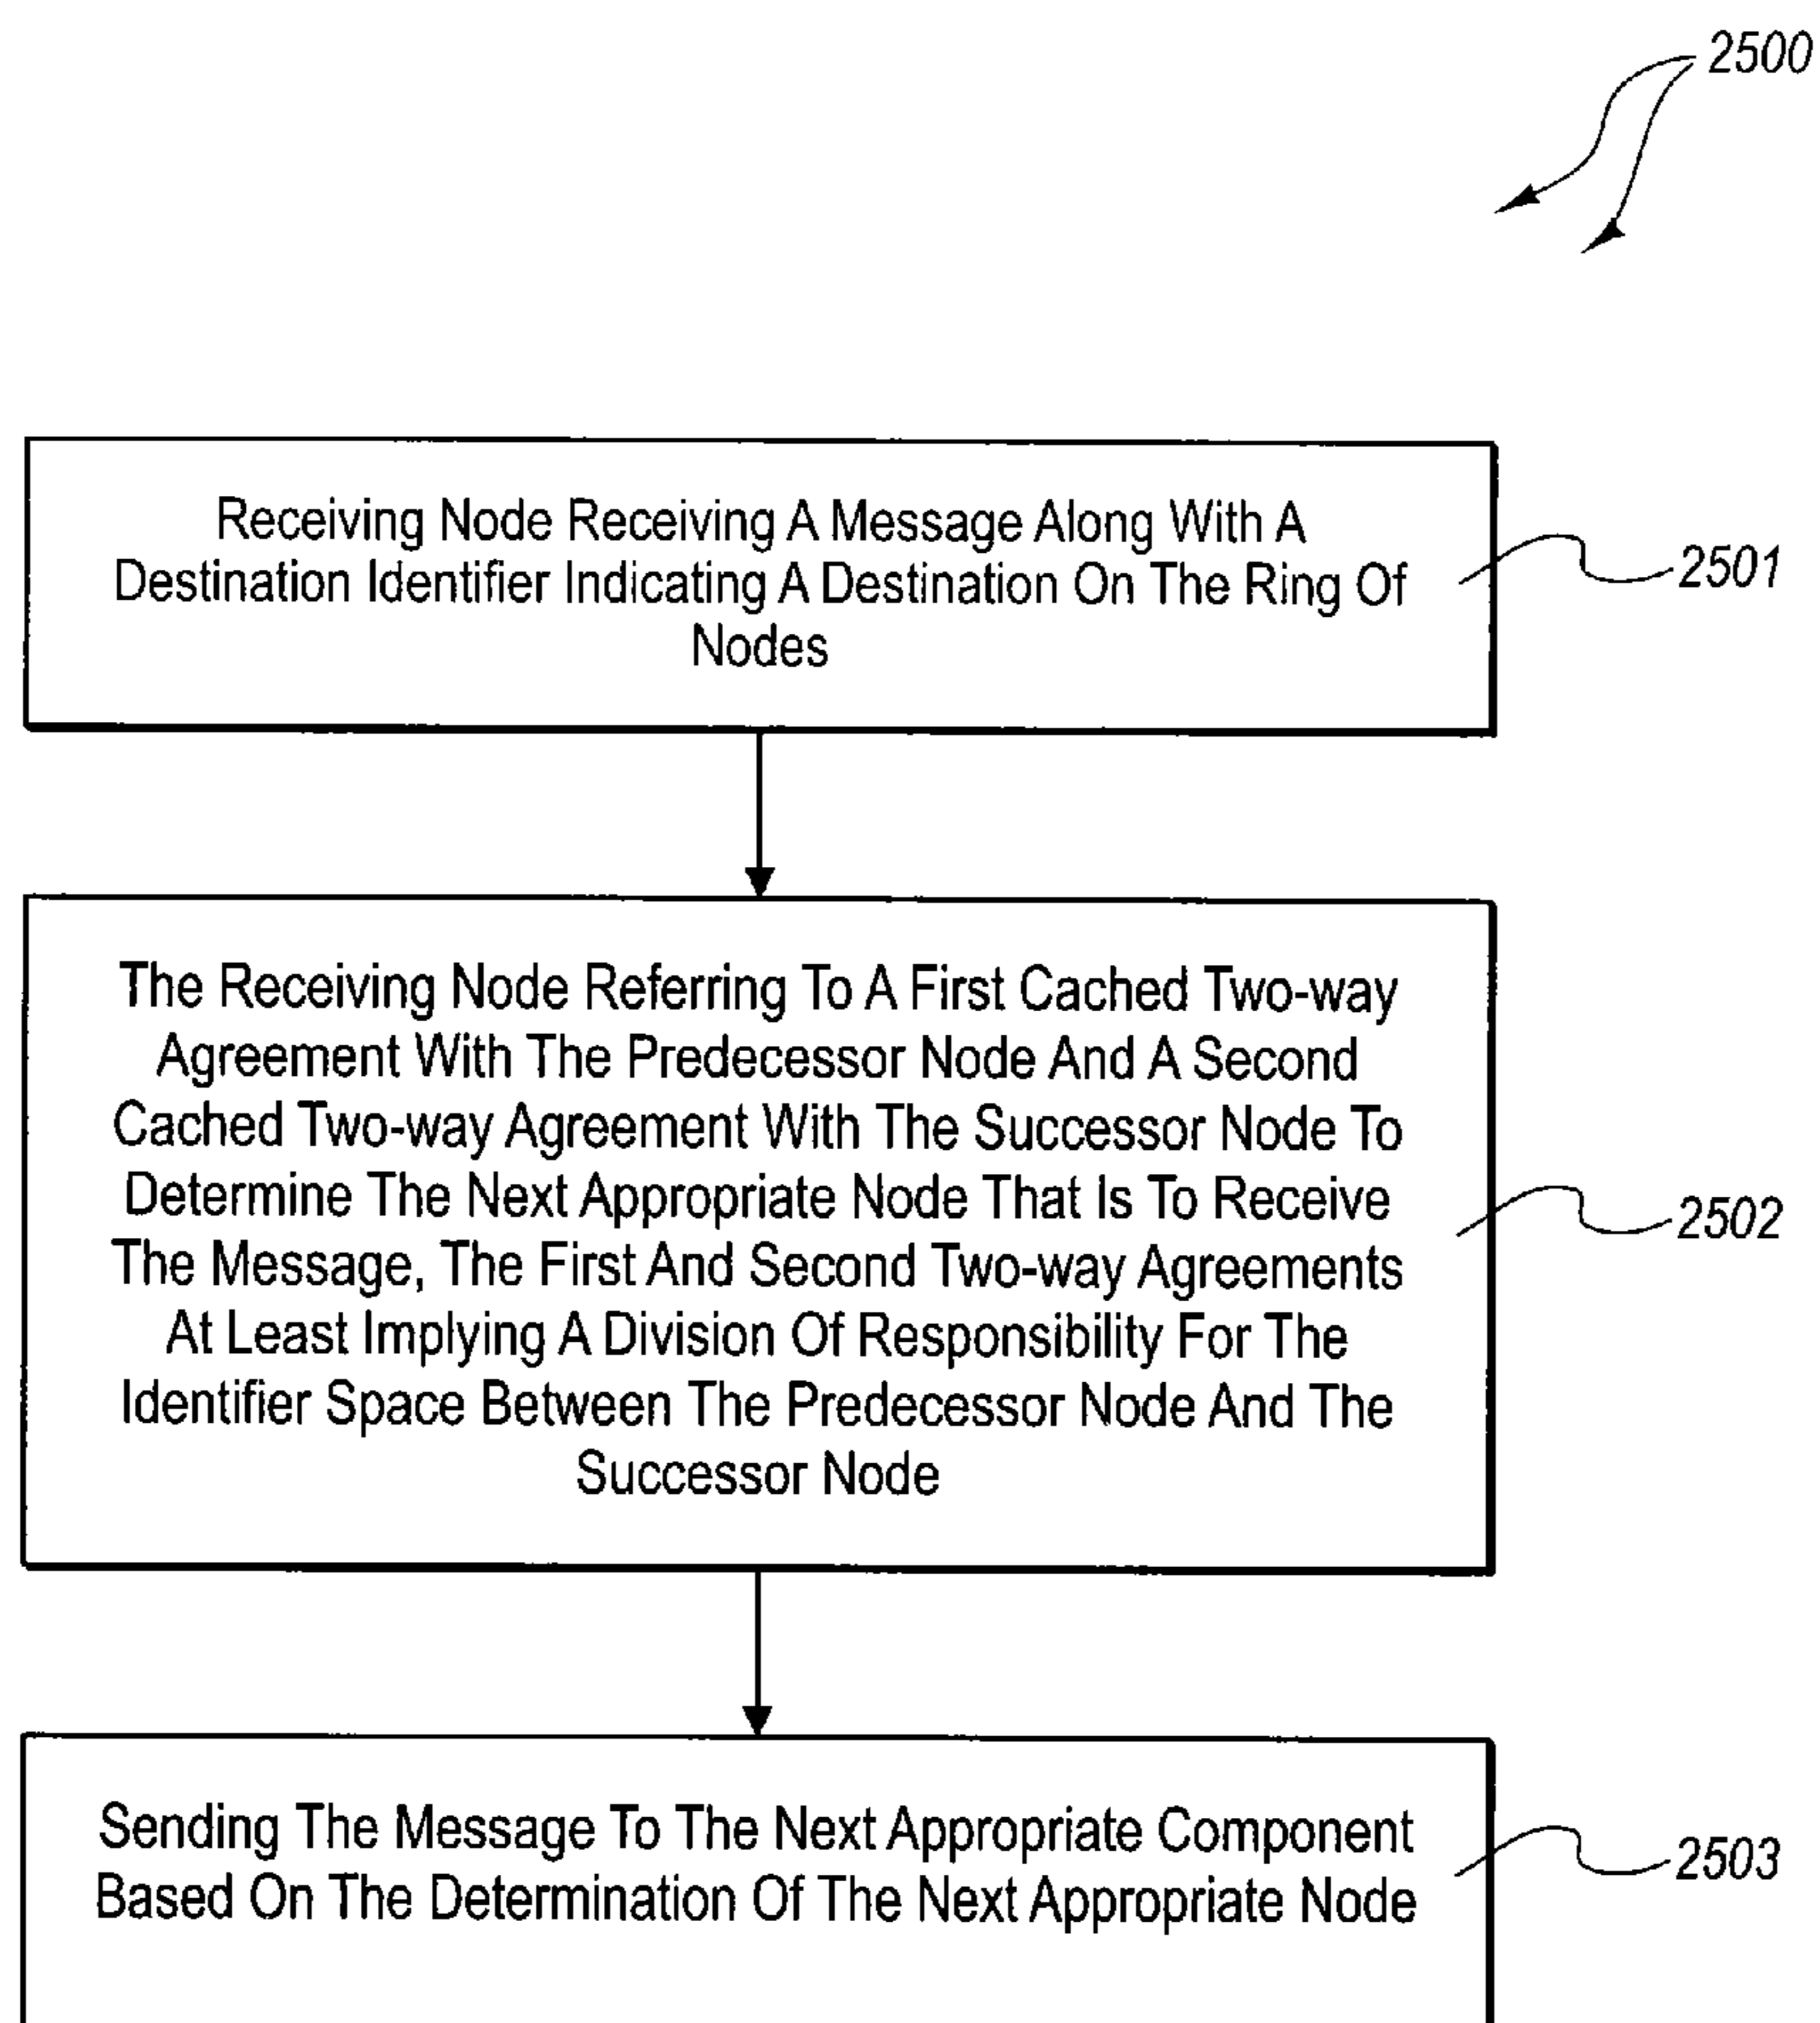 2500
Receiving Node Receiving A Message Along With A
Destination Identifier Indicating A Destination On The Ring Of
Nodes
2501
The Receiving Node Referring To A First Cached Two-way
Agreement With The Predecessor Node And A Second
Cached Two-way Agreement With The Successor Node To
Determine The Next Appropriate Node That Is To Receive
The Message, The First And Second Two-way Agreements
At Least Implying A Division Of Responsibility For The
Identifier Space Between The Predecessor Node And The
Successor Node
2502
Sending The Message To The Next Appropriate Component
Based On The Determination Of The Next Appropriate Node
2503